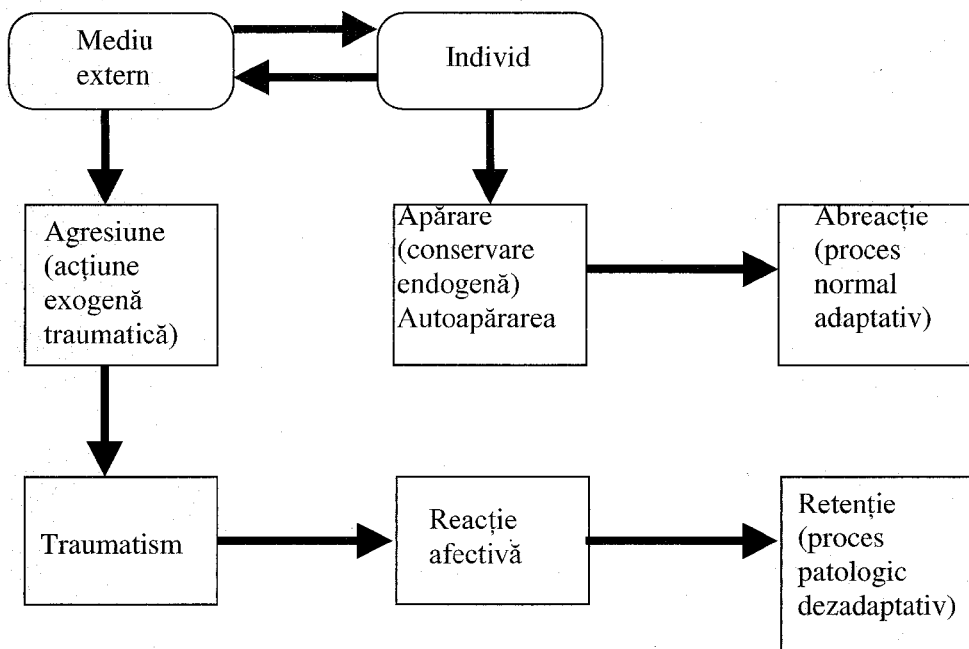 Mediu
extern
Individ
Agresiune
(acțiune
exogenă
traumatică)
Apărare
(conservare
endogenă)
Autoapărarea
Abreacție
(proces
normal
adaptativ)
Traumatism
Reacție
afectivă
Retenție
(proces
patologic
dezadaptativ)